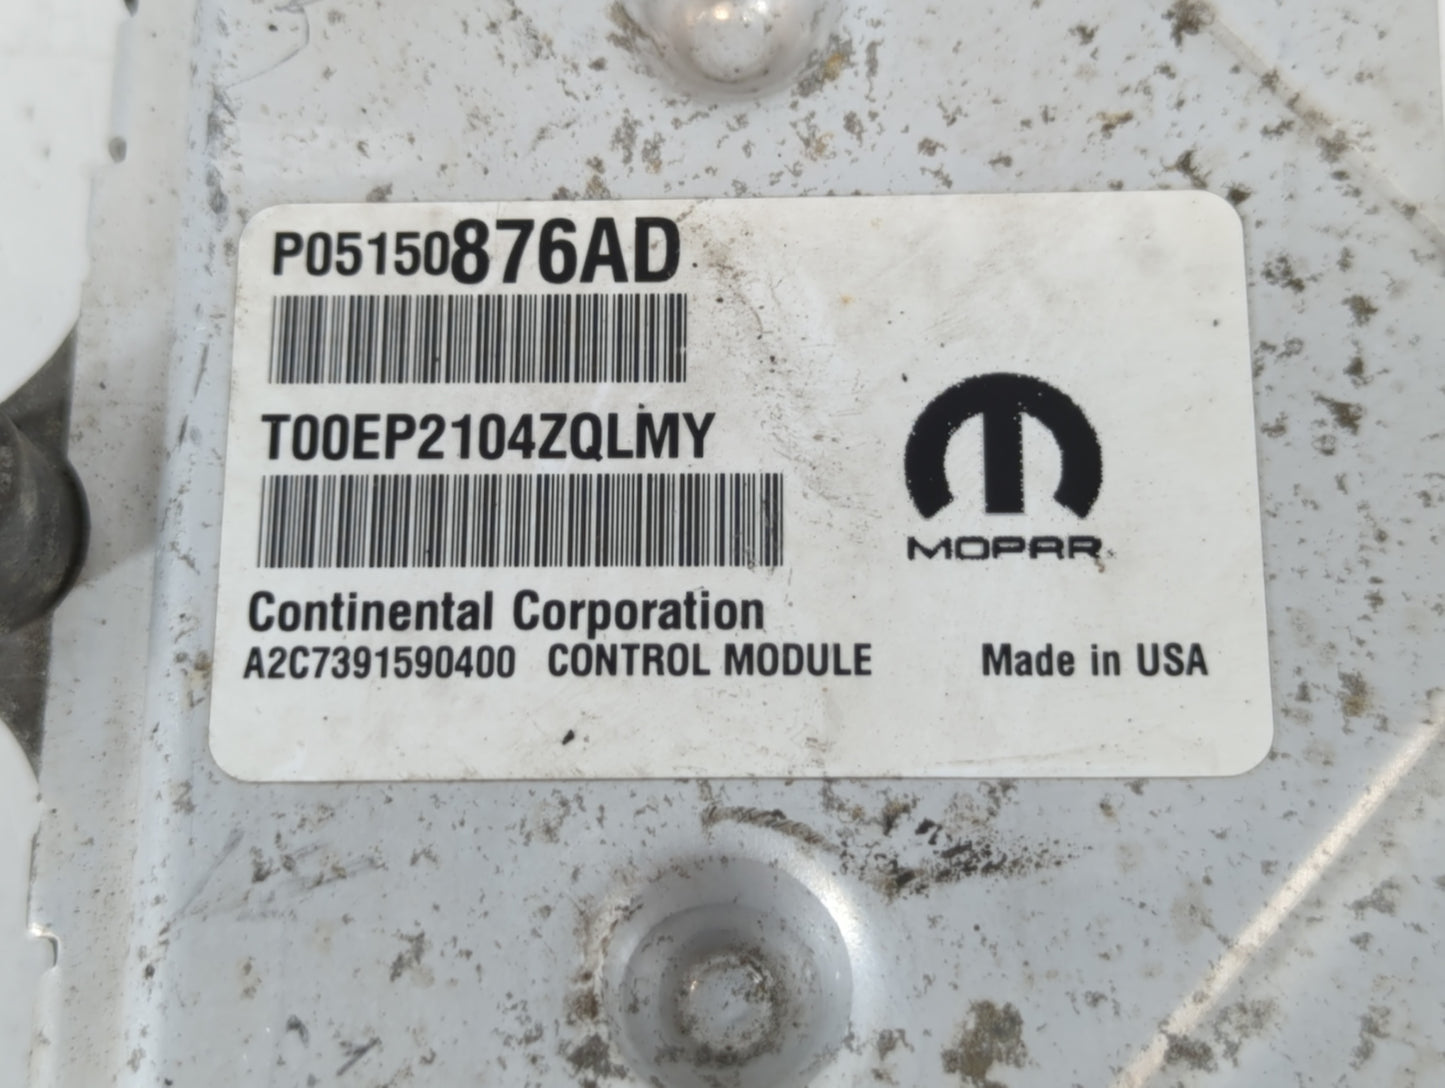 P05150876AD
T00EP2104ZQLMY
MOPAR
Continental Corporation
A2C7391590400 CONTROL MODULE Made in USA